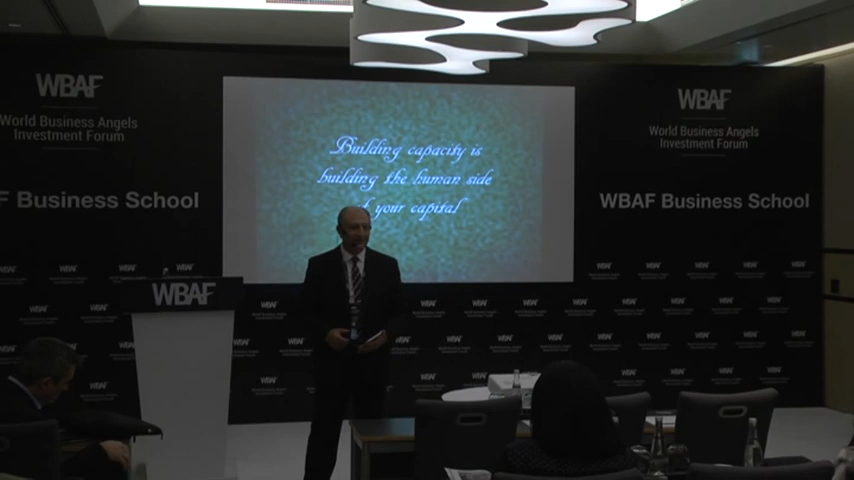 WBAF
World Business Angels
Investment Forum
F Business School
Building capacity is
building the human side
your capital
WBAF
World Business Angels
Investment Forum
WBAF Business School
WBAF